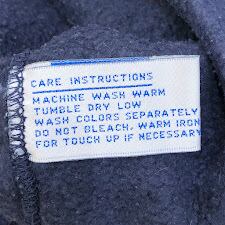 CARE INSTRUCTIONS
MACHINE WASH WARM
TUMBLE DRY LOW
WASH COLORS SEPARATELY
DO NOT BLEACH, WARM IRON
FOR TOUCH UP IF NECESSARY